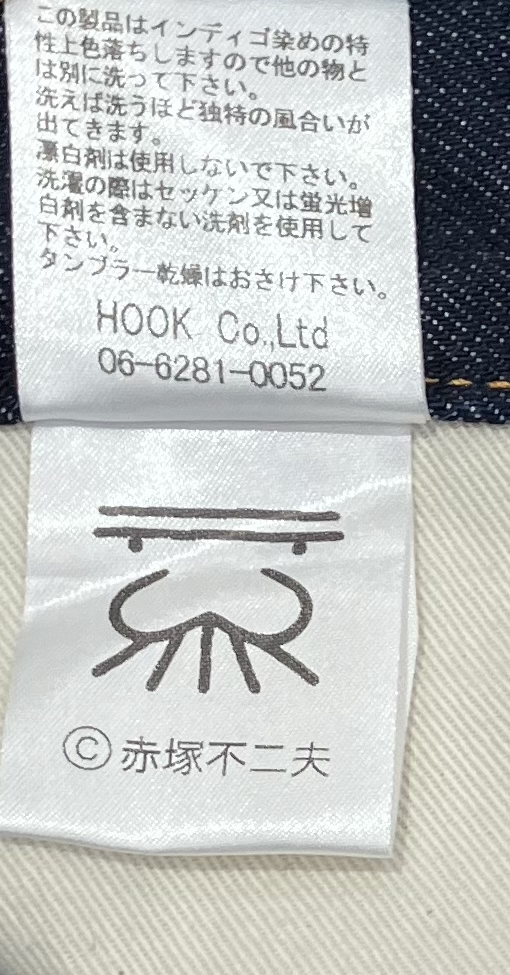 この製品はインディゴ染めの特
性上色落ちしますので他の物と
は別に洗って下さい。
洗えば洗うほど独特の風合いが
出てきます。
漂白剤は使用しないで下さい。
洗濯の際はセッケン又は蛍光増
白剤を含まない洗剤を使用して
下さい。
タンブラー乾燥はおさけ下さい。
HOOK Co.,Ltd
06-6281-0052
©赤塚不二夫